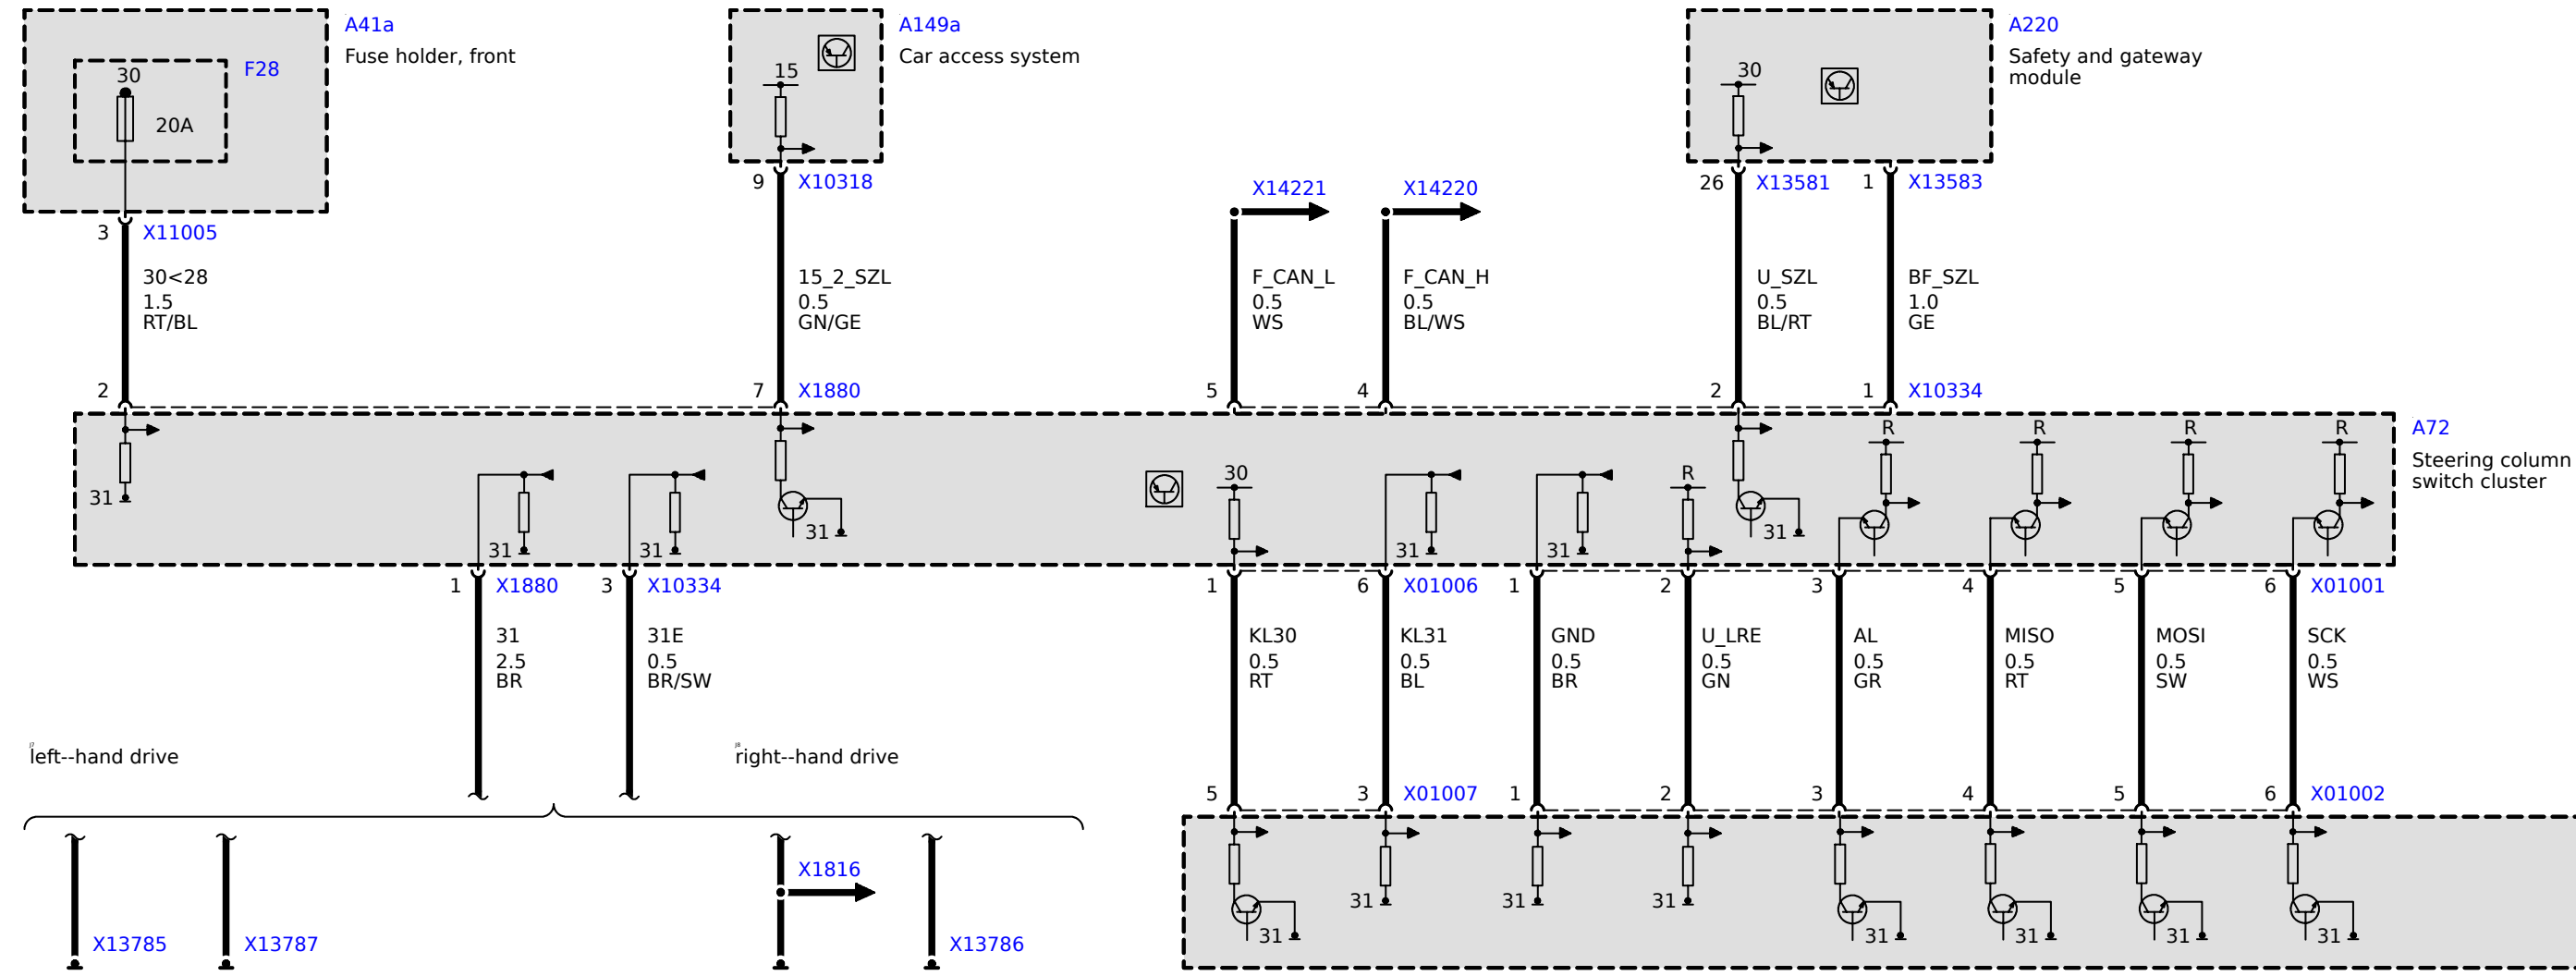 A41a
Fuse holder, front
F28
30
20A
A149a
Car access system
15
A220
Safety and gateway
module
30
3 X11005
9 X10318
X14221
X14220
26 X13581
1 X13583
30<28
1.5
RT/BL
15_2_SZL
0.5
GN/GE
F_CAN_L
0.5
WS
F_CAN_H
0.5
BL/WS
U_SZL
0.5
BL/RT
BF_SZL
1.0
GE
2
7 X1880
5
4
2
1 X10334
A72
Steering column
switch cluster
31
31
31
31
30
31
31
R
31
R
R
R
R
1 X1880
3 X10334
1
6 X01006
1
2
3
4
5
6 X01001
31
2.5
BR
31E
0.5
BR/SW
KL30
0.5
RT
KL31
0.5
BL
GND
0.5
BR
U_LRE
0.5
GN
AL
0.5
GR
MISO
0.5
RT
MOSI
0.5
SW
SCK
0.5
WS
left--hand drive
right--hand drive
5
3 X01007
1
2
3
4
5
6 X01002
X1816
X13785
X13787
X13786
31
31
31
31
31
31
31
31